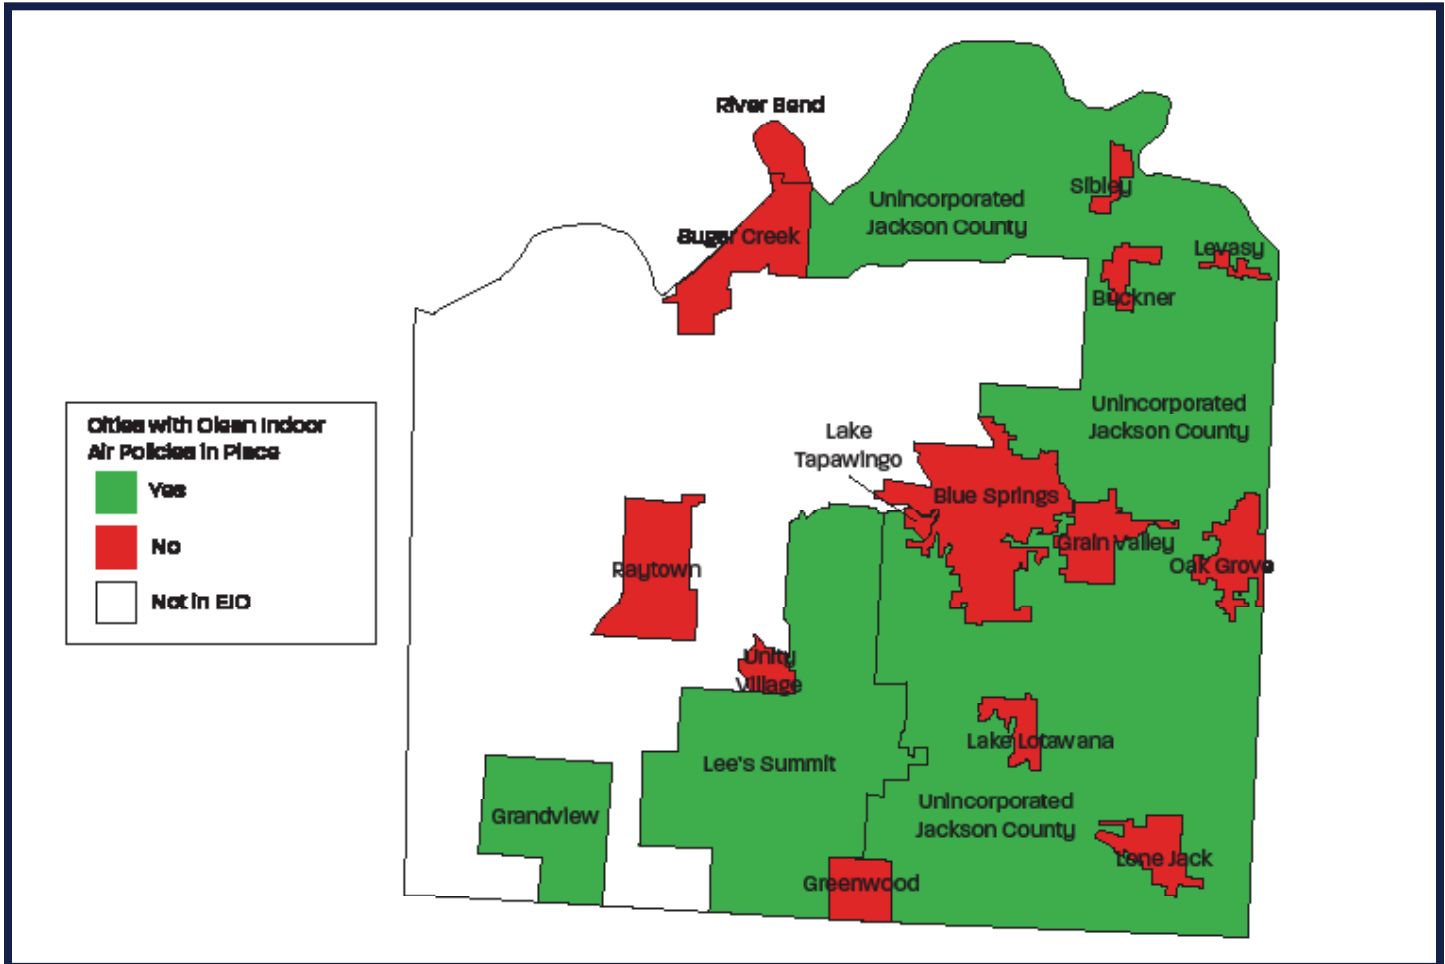 River Bend
Unincorporated
Jackson County
Sibley
Sugar Creek
Levasy
Buckner
Cities with Clean Indoor
Air Policies in Place
Yes
No
Not in EJC
Unincorporated
Jackson County
Lake
Tapawingo
Blue Springs
Grain Valley
Oak Grove
Raytown
Unity
Village
Lake Lotawana
Lee's Summit
Unincorporated
Jackson County
Grandview
Lone Jack
Greenwood